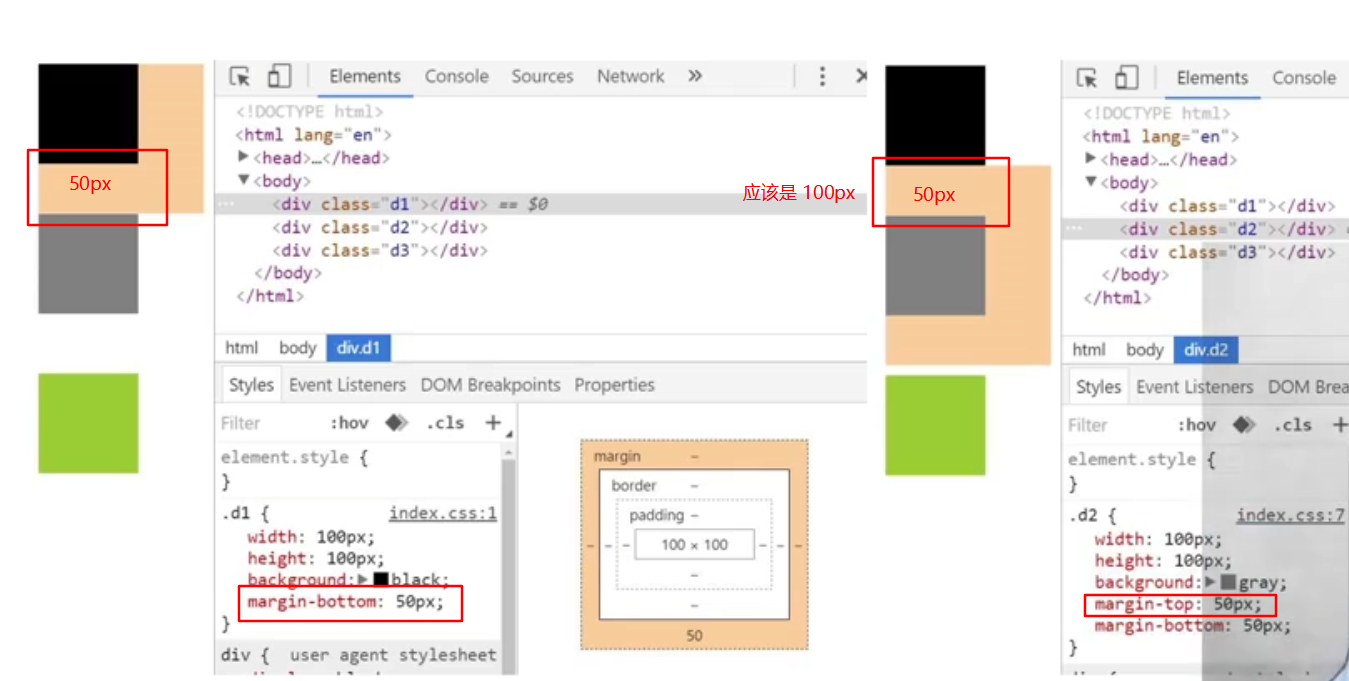 Elements Console Sources Network »
<!DOCTYPE html>
<html lang="en">
<head>…</head>
<body>
<div class="d1"></div> == $0
<div class="d2"></div>
<div class="d3"></div>
</body>
</html>
html body div.d1
Styles Event Listeners DOM Breakpoints Properties
Filter :hov .cls +
element.style {
}
.d1 { index.css:1
width: 100px;
height: 100px;
background: black;
margin-bottom: 50px;
}
div { user agent stylesheet
margin –
border –
padding –
– – – 100 × 100 – – –
–
–
50
50px
应该是 100px
50px
Elements Console
<!DOCTYPE html>
<html lang="en">
<head>…</head>
<body>
<div class="d1"></div>
<div class="d2"></div>
<div class="d3"></div>
</body>
</html>
html body div.d2
Styles Event Listeners DOM Brea
Filter :hov .cls +
element.style {
}
.d2 { index.css:7
width: 100px;
height: 100px;
background: gray;
margin-top: 50px;
margin-bottom: 50px;
}